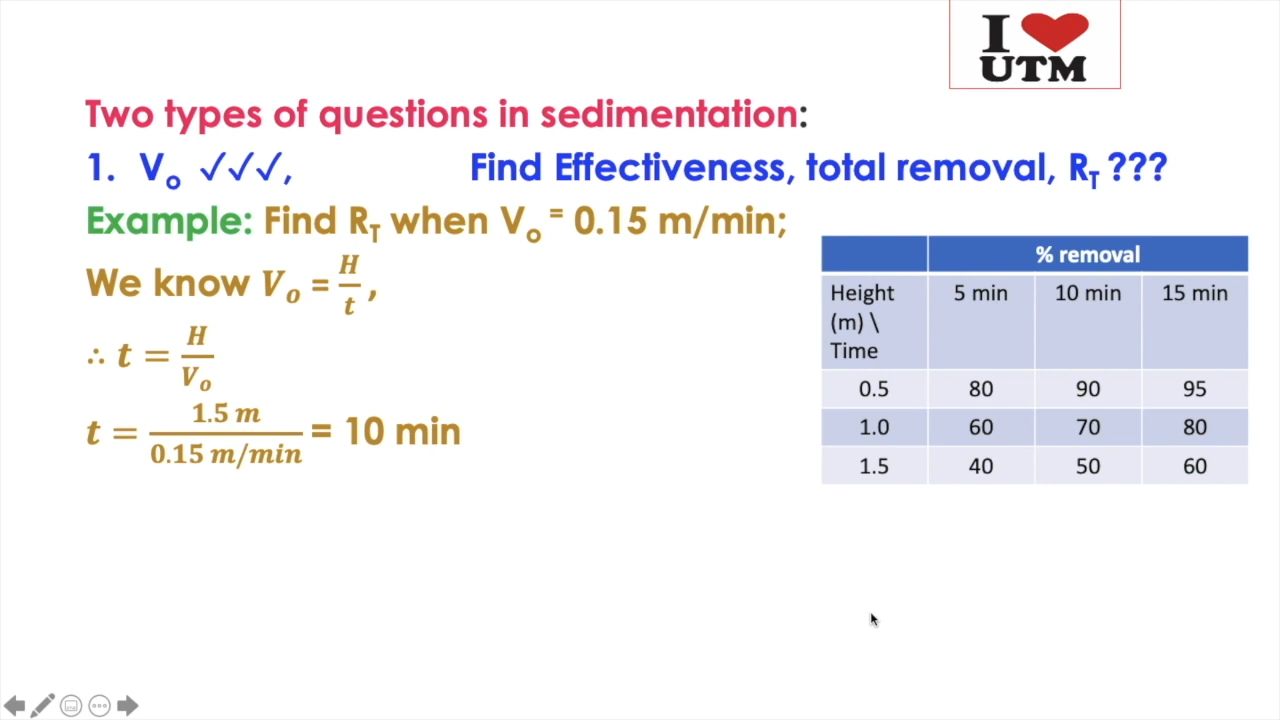 I ❤ UTM
Two types of questions in sedimentation:
1. Vₒ ✓✓✓, Find Effectiveness, total removal, R_T ???
Example: Find R_T when Vₒ = 0.15 m/min;
We know Vₒ = H/t ,
∴ t = H/Vₒ
t = 1.5 m / 0.15 m/min = 10 min
% removal
Height (m) \ Time 5 min 10 min 15 min
0.5 80 90 95
1.0 60 70 80
1.5 40 50 60